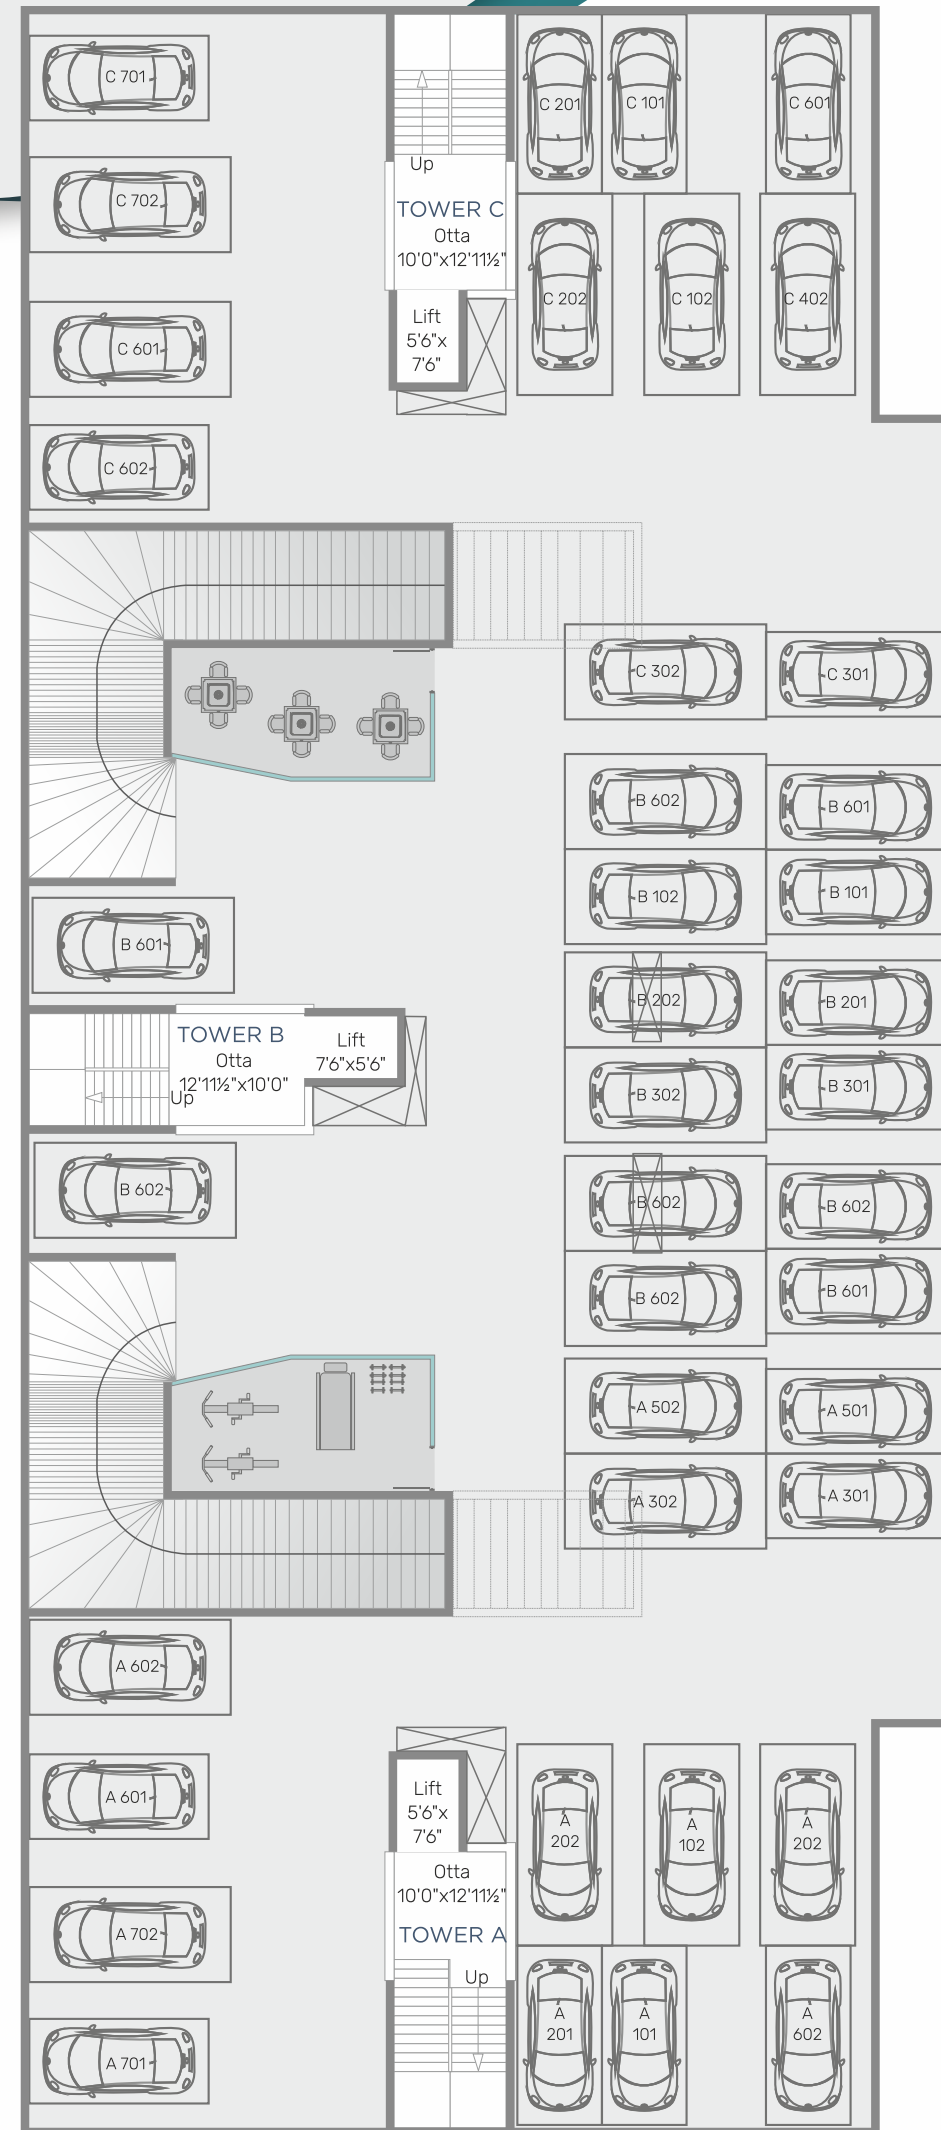 C 701
C 201
C 101
C 601
Up
C 702
TOWER C
Otta
10'0"x12'11½"
C 202
C 102
C 402
Lift
5'6"x
7'6"
C 601
C 602
C 302
C 301
B 602
B 601
B 102
B 101
B 601
B 202
B 201
TOWER B
Otta
12'11½"x10'0"
Up
Lift
7'6"x5'6"
B 302
B 301
B 602
B 602
B 602
B 602
B 601
A 502
A 501
A 302
A 301
A 602
A 601
Lift
5'6"x
7'6"
A
202
A
102
A
202
Otta
10'0"x12'11½"
TOWER A
A 702
Up
A
201
A
101
A
602
A 701